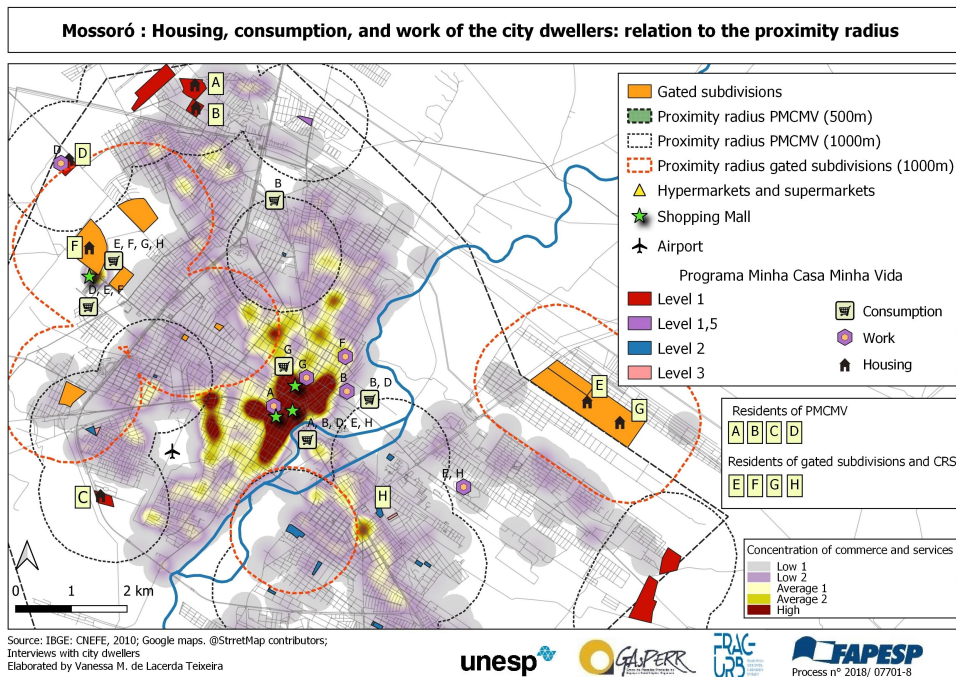 Mossoró : Housing, consumption, and work of the city dwellers: relation to the proximity radius
A
B
D
D
B
F
E, F, G, H
D, E, F
G
G
F
A
B
B, D
A, B, D, E, H
E
G
C
H
E, H
0 1 2 km
Gated subdivisions
Proximity radius PMCMV (500m)
Proximity radius PMCMV (1000m)
Proximity radius gated subdivisions (1000m)
Hypermarkets and supermarkets
Shopping Mall
Airport
Programa Minha Casa Minha Vida
Level 1
Level 1,5
Level 2
Level 3
Consumption
Work
Housing
Residents of PMCMV
A B C D
Residents of gated subdivisions and CRS
E F G H
Concentration of commerce and services
Low 1
Low 2
Average 1
Average 2
High
Source: IBGE: CNEFE, 2010; Google maps. @StrretMap contributors;
Interviews with city dwellers
Elaborated by Vanessa M. de Lacerda Teixeira
unesp
GAsPERR
FRAG-
URB
FAPESP
Process n° 2018/ 07701-8